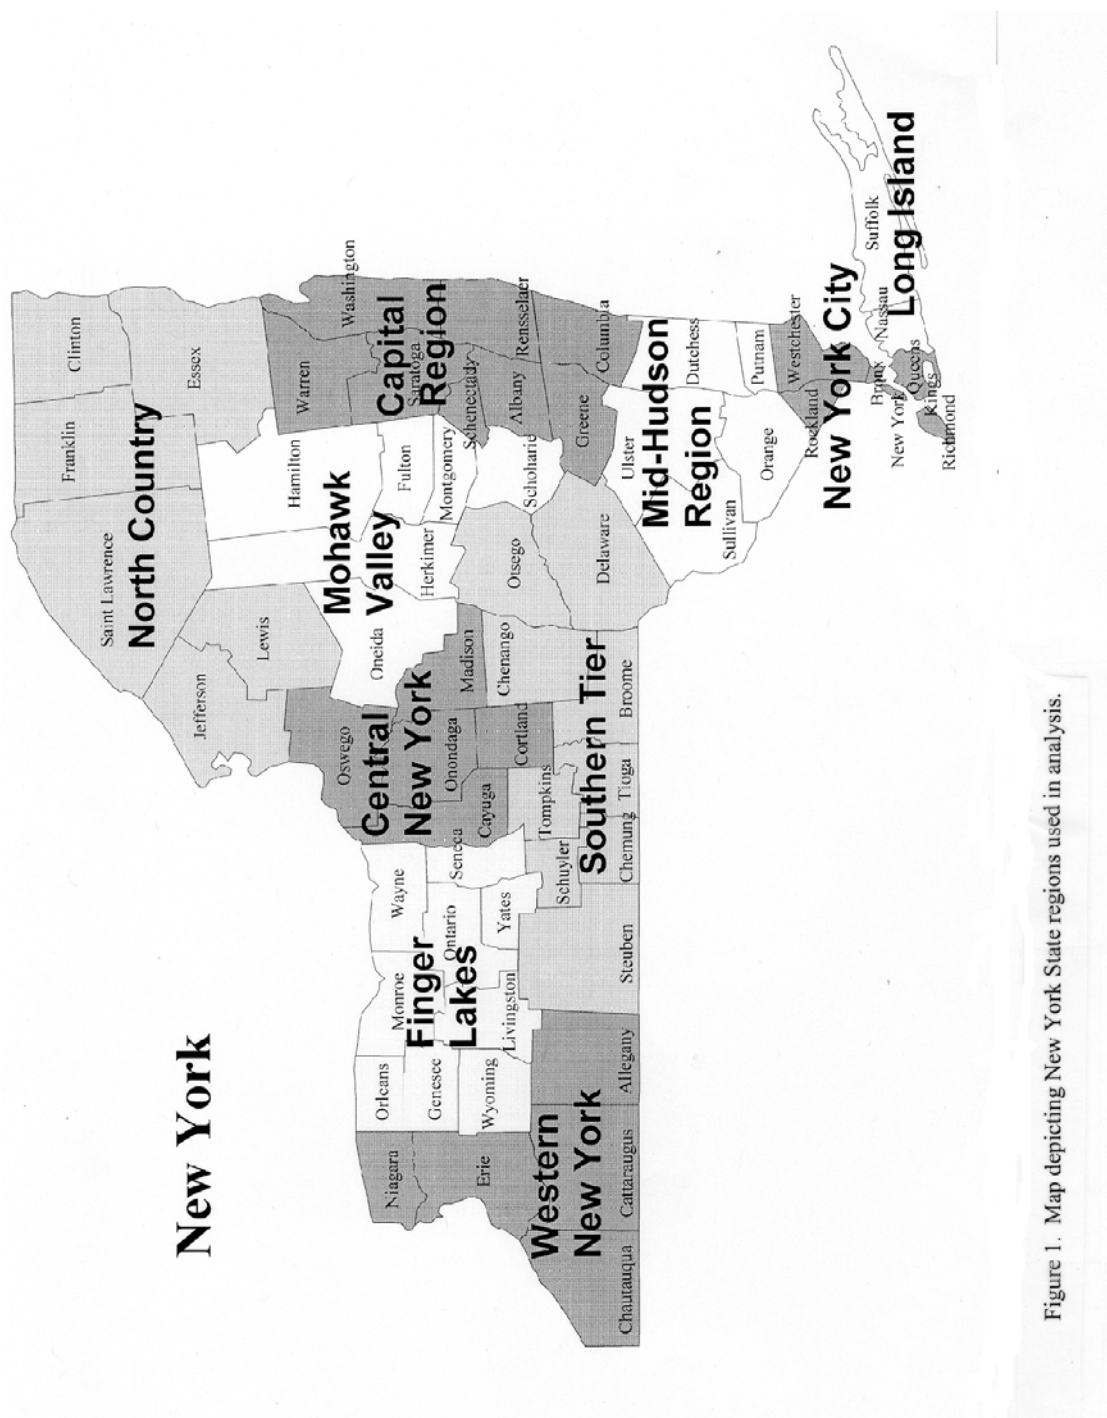 New York
Clinton
Franklin
Saint Lawrence
North Country
Essex
Jefferson
Lewis
Hamilton
Warren
Washington
Mohawk
Valley
Capital
Region
Saratoga
Fulton
Herkimer
Montgomery
Schenectady
Rensselaer
Albany
Schoharie
Otsego
Oneida
Oswego
Central
New York
Madison
Onondaga
Cayuga
Cortland
Chenango
Columbia
Greene
Delaware
Niagara
Orleans
Monroe
Wayne
Finger
Lakes
Genesee
Ontario
Seneca
Erie
Wyoming
Livingston
Yates
Western
New York
Tompkins
Schuyler
Southern Tier
Chautauqua
Cattaraugus
Allegany
Steuben
Chemung
Tioga
Broome
Ulster
Mid-Hudson
Region
Dutchess
Sullivan
Orange
Putnam
Westchester
Rockland
New York City
Bronx
Nassau
Suffolk
Long Island
New York
Queens
Kings
Richmond
Figure 1. Map depicting New York State regions used in analysis.